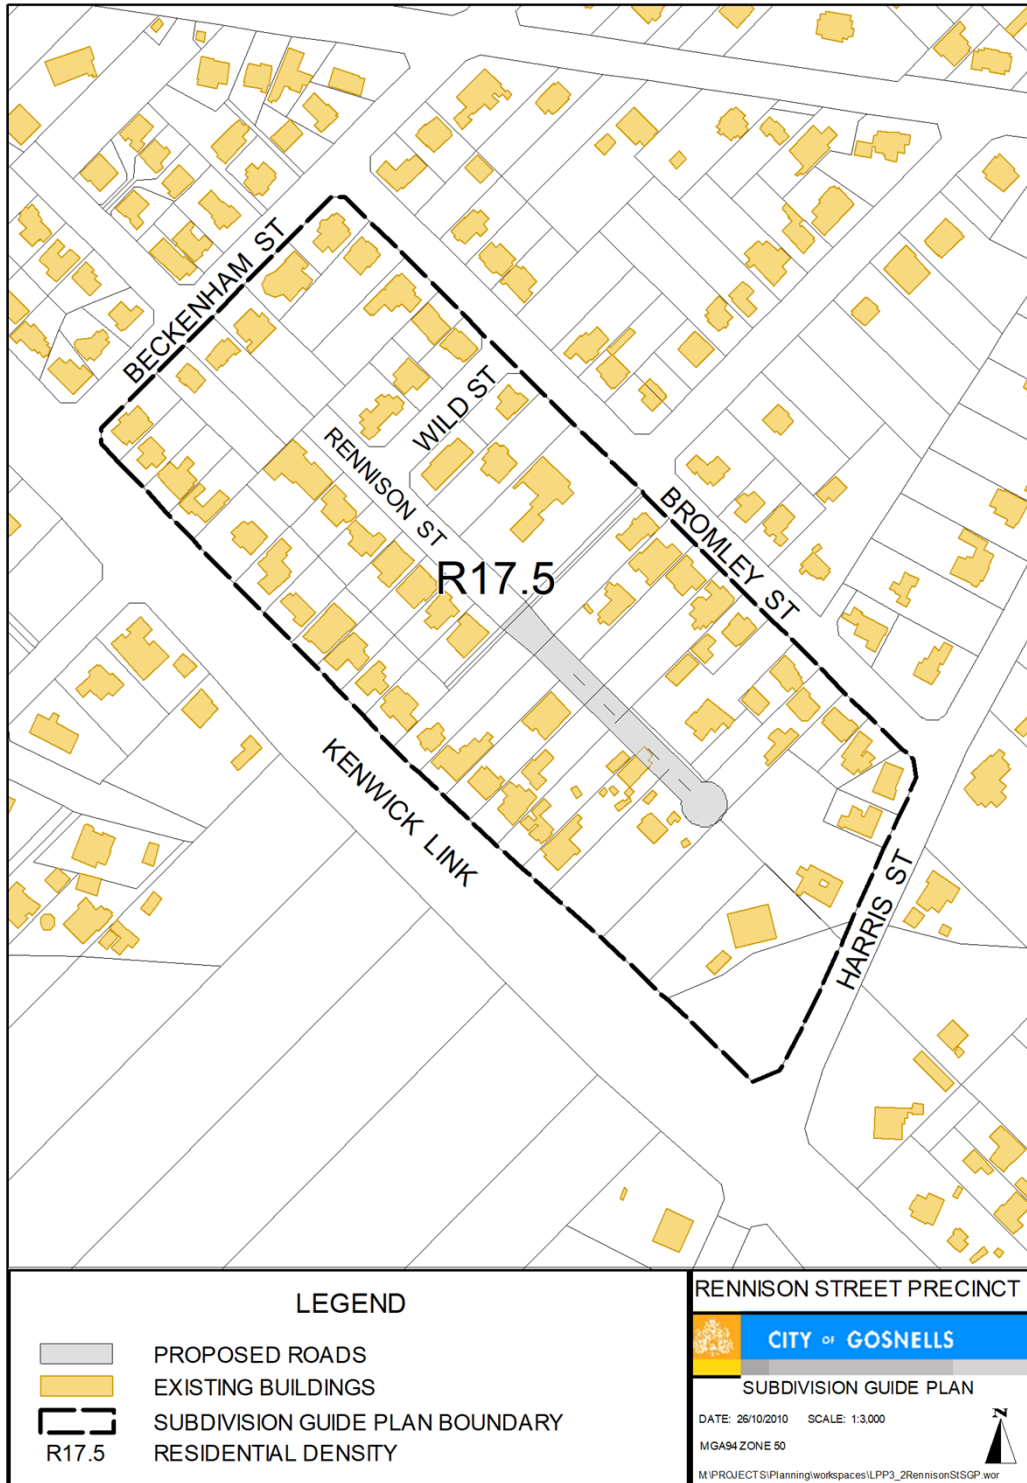 BECKENHAM ST
WILD ST
RENNISON ST
R17.5
BROMLEY ST
KENWICK LINK
HARRIS ST
LEGEND
PROPOSED ROADS
EXISTING BUILDINGS
SUBDIVISION GUIDE PLAN BOUNDARY
R17.5 RESIDENTIAL DENSITY
RENNISON STREET PRECINCT
CITY OF GOSNELLS
SUBDIVISION GUIDE PLAN
DATE: 26/10/2010 SCALE: 1:3,000
N
MGA94 ZONE 50
M:\PROJECTS\Planning\workspaces\LPP3_2RennisonStSGP.wor